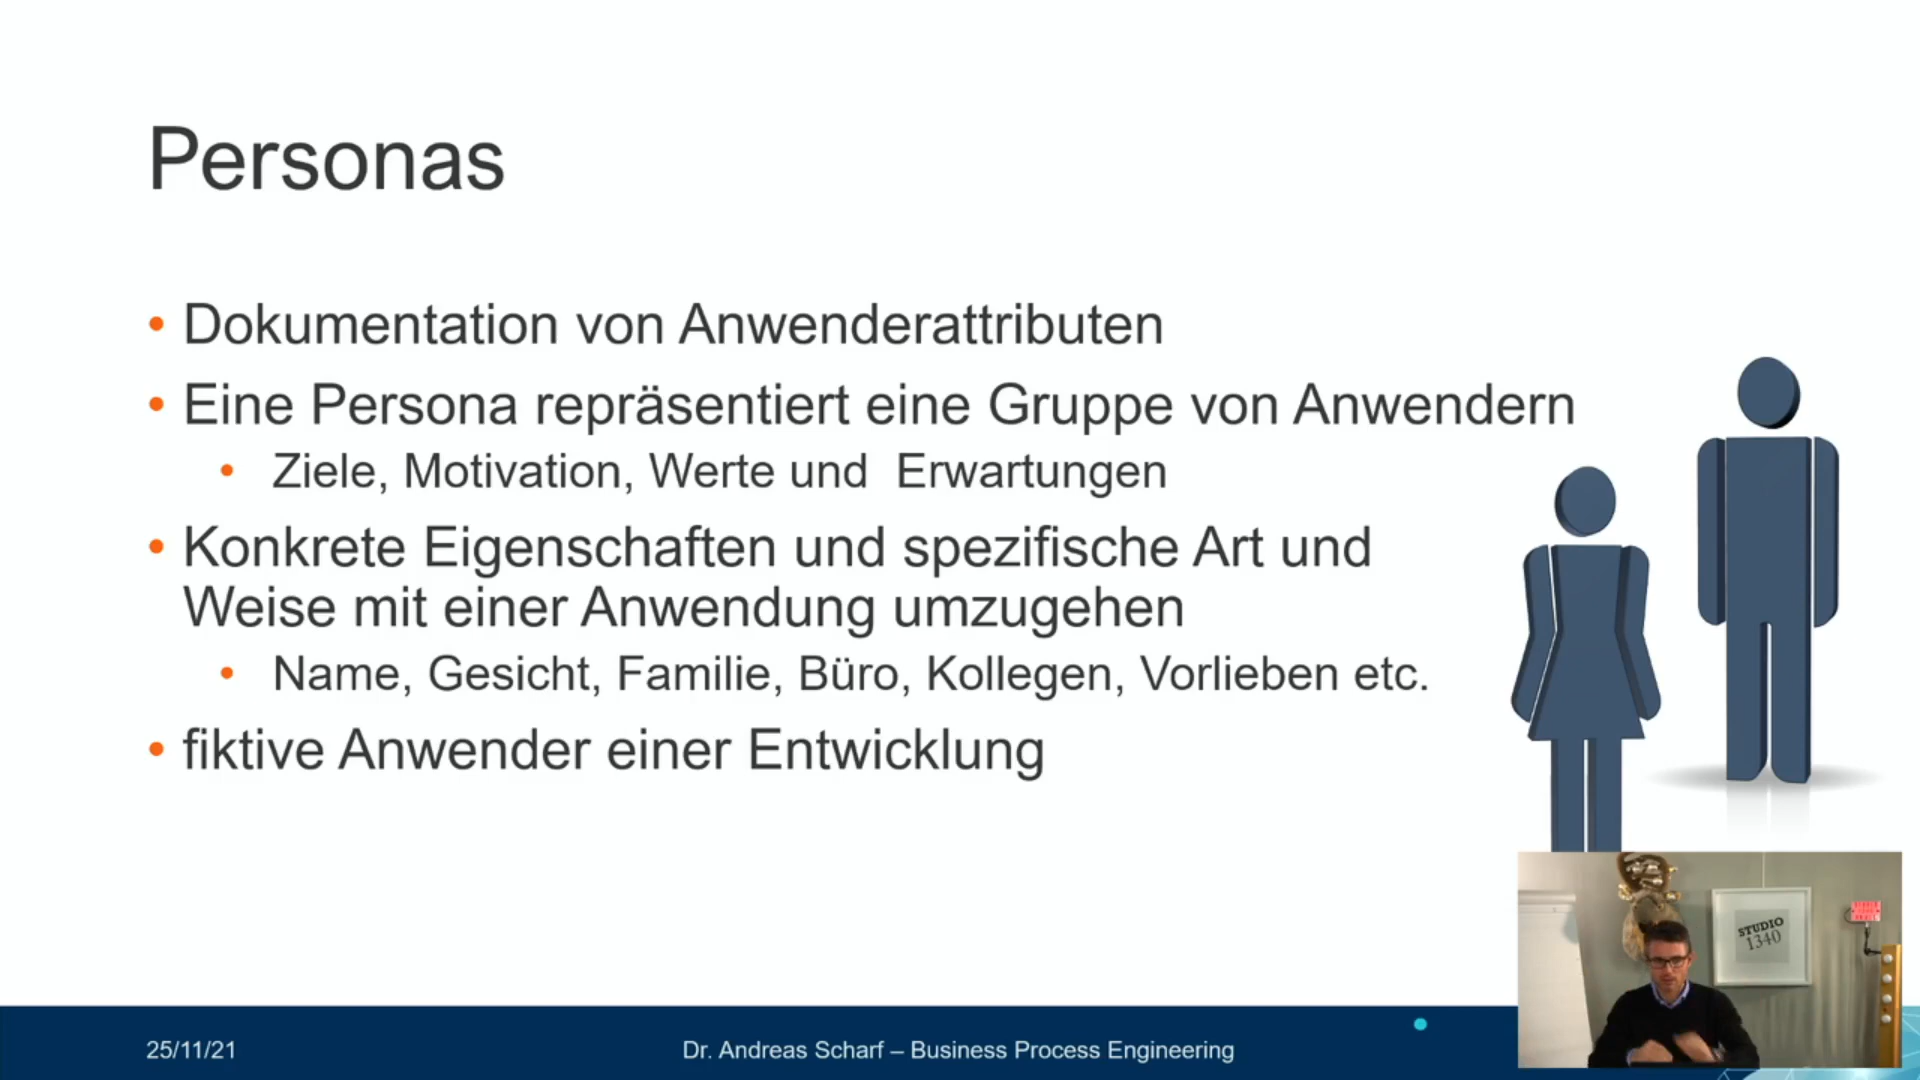 Personas
• Dokumentation von Anwenderattributen
• Eine Persona repräsentiert eine Gruppe von Anwendern
• Ziele, Motivation, Werte und Erwartungen
• Konkrete Eigenschaften und spezifische Art und
Weise mit einer Anwendung umzugehen
• Name, Gesicht, Familie, Büro, Kollegen, Vorlieben etc.
• fiktive Anwender einer Entwicklung
STUDIO
1340
25/11/21
Dr. Andreas Scharf – Business Process Engineering